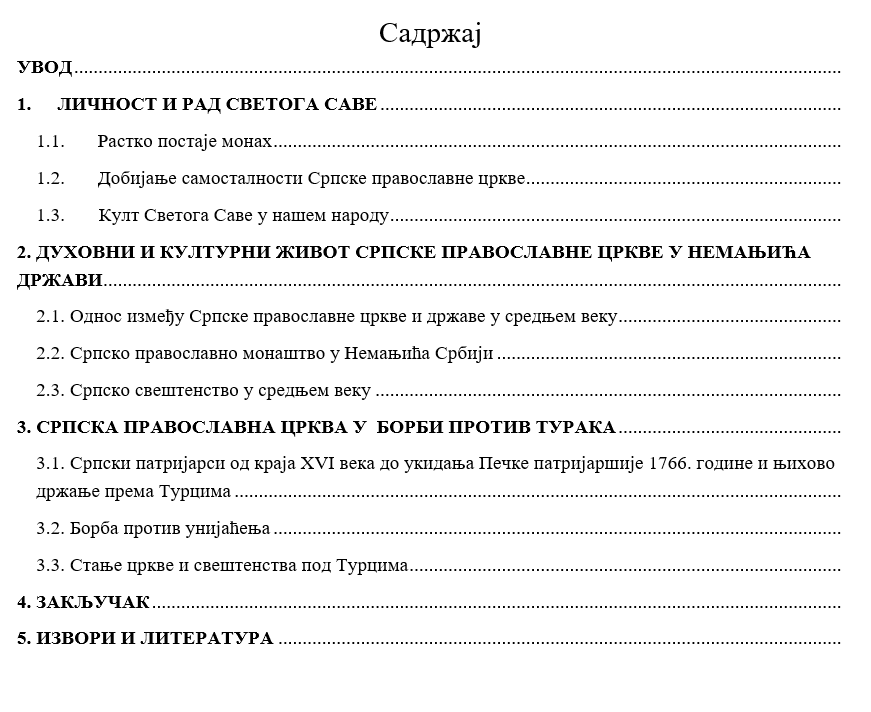 Садржај
УВОД
1. ЛИЧНОСТ И РАД СВЕТОГА САВЕ
1.1. Растко постаје монах
1.2. Добијање самосталности Српске православне цркве
1.3. Култ Светога Саве у нашем народу
2. ДУХОВНИ И КУЛТУРНИ ЖИВОТ СРПСКЕ ПРАВОСЛАВНЕ ЦРКВЕ У НЕМАЊИЋА
ДРЖАВИ
2.1. Однос између Српске православне цркве и државе у средњем веку
2.2. Српско православно монаштво у Немањића Србији
2.3. Српско свештенство у средњем веку
3. СРПСКА ПРАВОСЛАВНА ЦРКВА У БОРБИ ПРОТИВ ТУРАКА
3.1. Српски патријарси од краја XVI века до укидања Печке патријаршије 1766. године и њихово
држање према Турцима
3.2. Борба против унијаћења
3.3. Стање цркве и свештенства под Турцима
4. ЗАКЉУЧАК
5. ИЗВОРИ И ЛИТЕРАТУРА